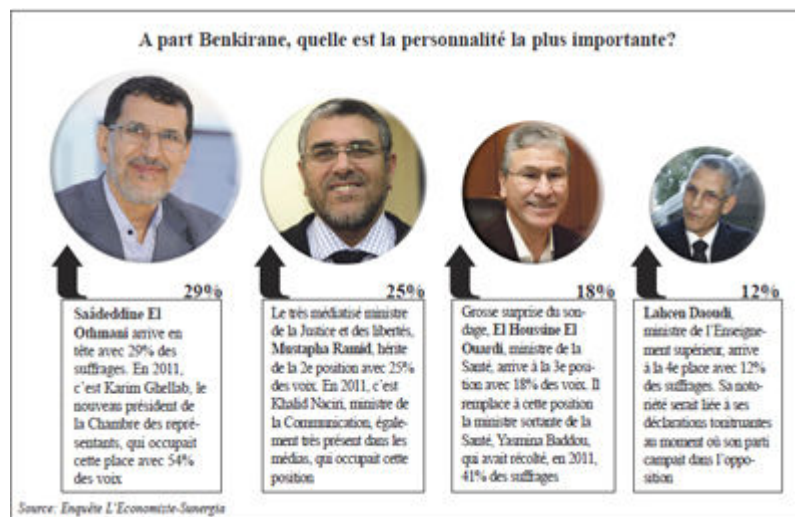 A part Benkirane, quelle est la personnalité la plus importante?
29%
Saâdeddine El
Othmani arrive en
tête avec 29% des
suffrages. En 2011,
c’est Karim Ghellab, le
nouveau président de
la Chambre des repré-
sentants, qui occupait
cette place avec 54%
des voix
25%
Le très médiatisé ministre
de la Justice et des libertés,
Mustapha Ramid, hérite
de la 2e position avec 25%
des voix. En 2011, c’est
Khalid Naciri, ministre de
la Communication, égale-
ment très présent dans les
médias, qui occupait cette
position
18%
Grosse surprise du son-
dage, El Houssine El
Ouardi, ministre de la
Santé, arrive à la 3e posi-
tion avec 18% des voix. Il
remplace à cette position
la ministre sortante de la
Santé, Yasmina Baddou,
qui avait récolté, en 2011,
41% des suffrages
12%
Lahcen Daoudi,
ministre de l’Enseigne-
ment supérieur, arrive
à la 4e place avec 12%
des suffrages. Sa noto-
riété serait liée à ses
déclarations tonitruantes
au moment où son parti
campait dans l’oppo-
sition
Source: Enquête L’Economiste-Sunergia